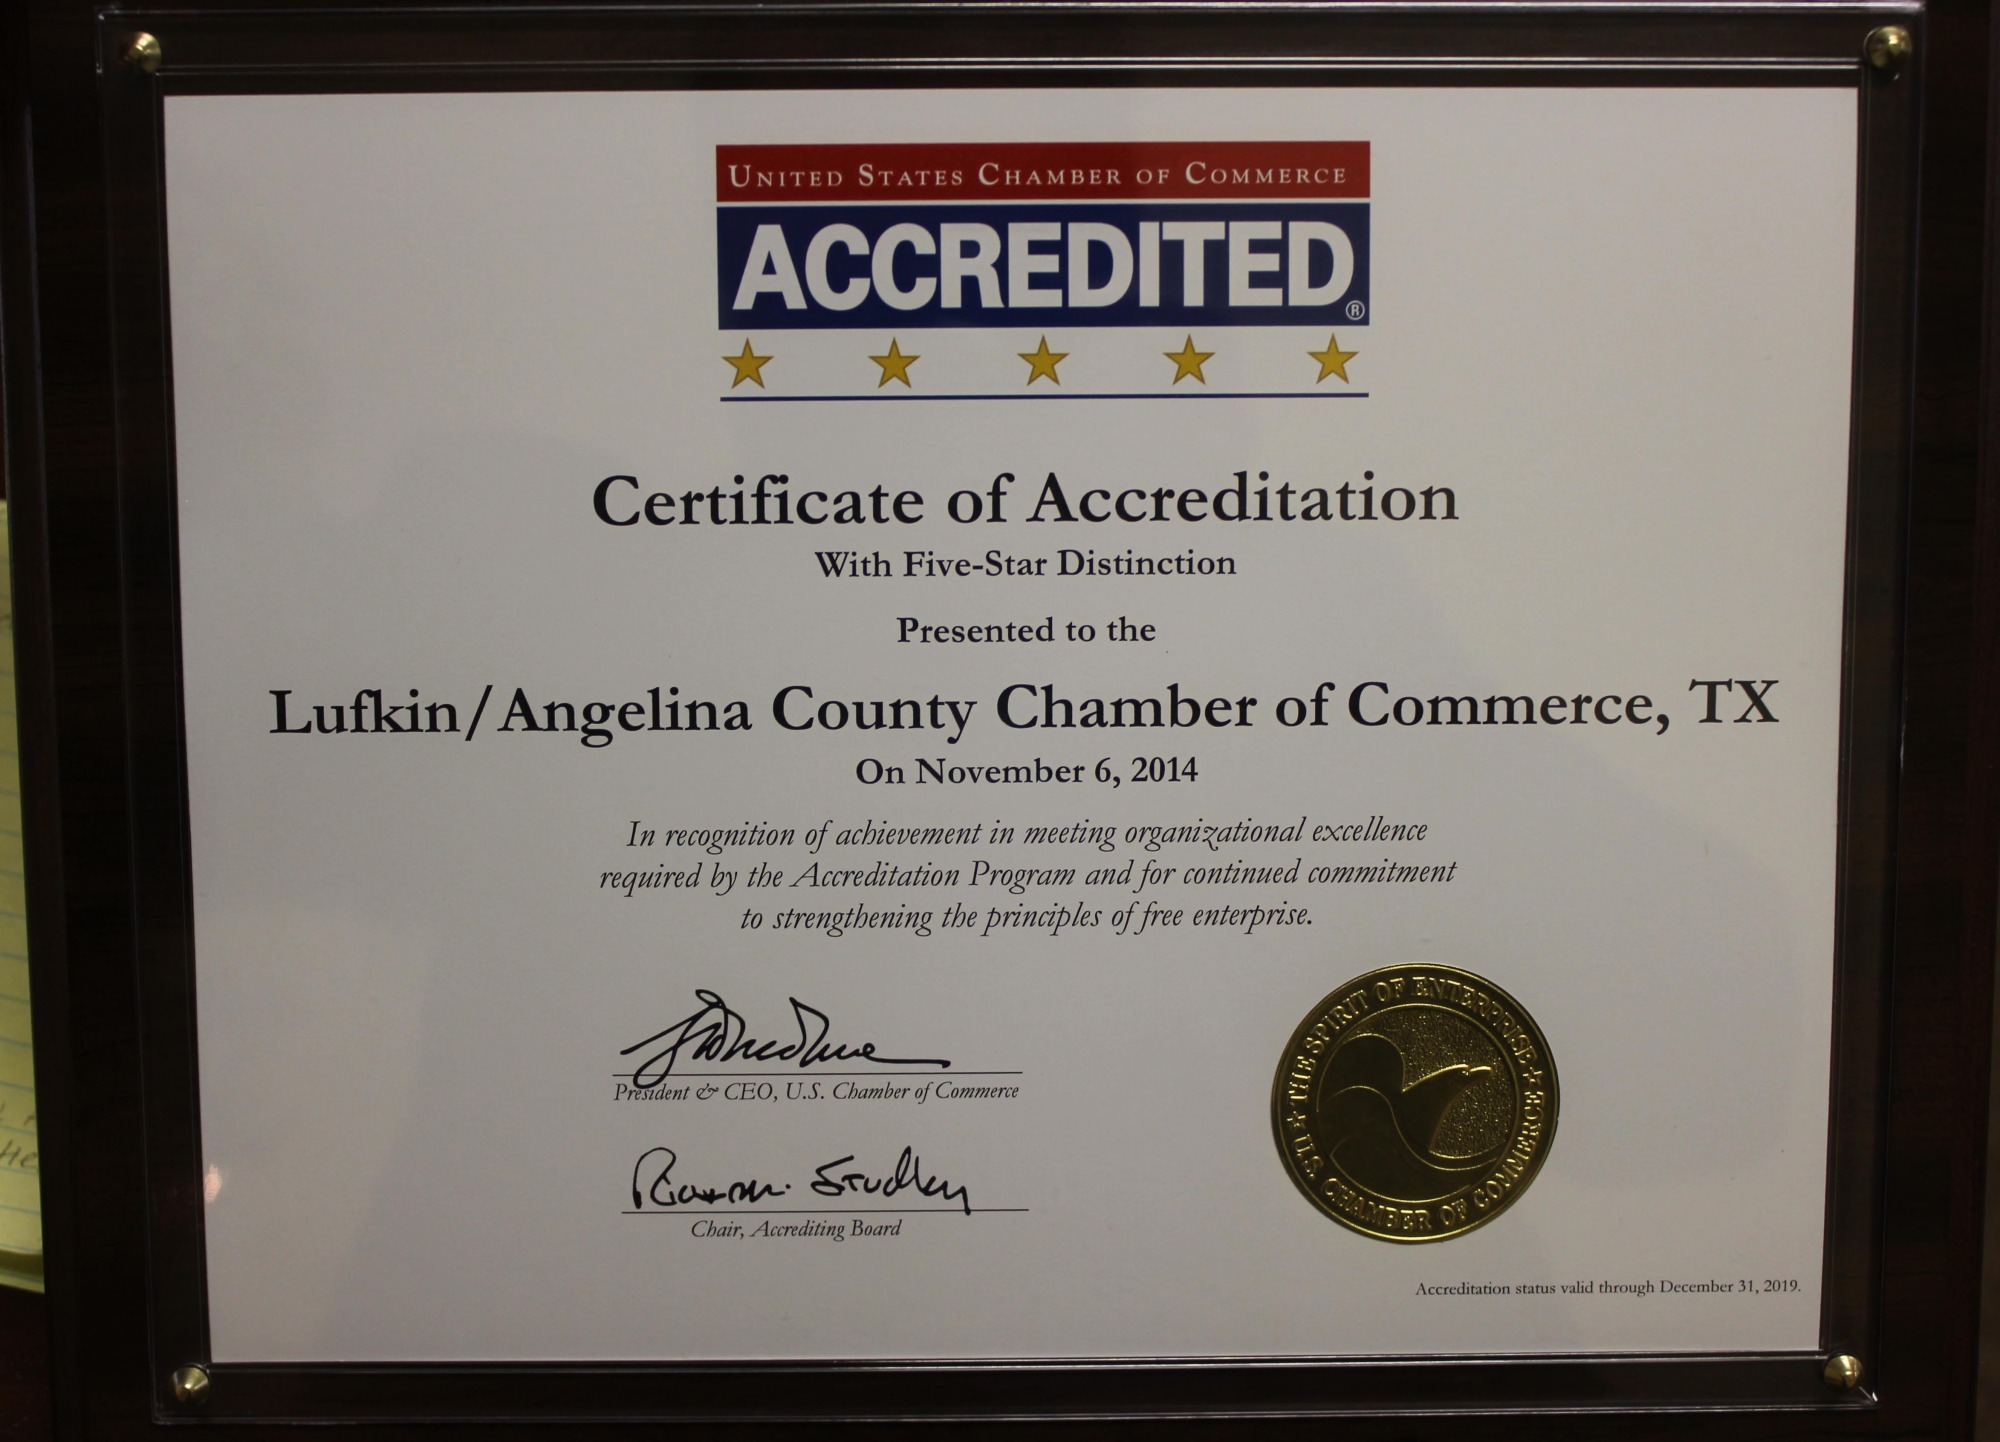 UNITED STATES CHAMBER OF COMMERCE
ACCREDITED®
Certificate of Accreditation
With Five-Star Distinction
Presented to the
Lufkin/Angelina County Chamber of Commerce, TX
On November 6, 2014
In recognition of achievement in meeting organizational excellence
required by the Accreditation Program and for continued commitment
to strengthening the principles of free enterprise.
President & CEO, U.S. Chamber of Commerce
Studley
Chair, Accrediting Board
THE SPIRIT OF ENTERPRISE
U.S. CHAMBER OF COMMERCE
Accreditation status valid through December 31, 2019.